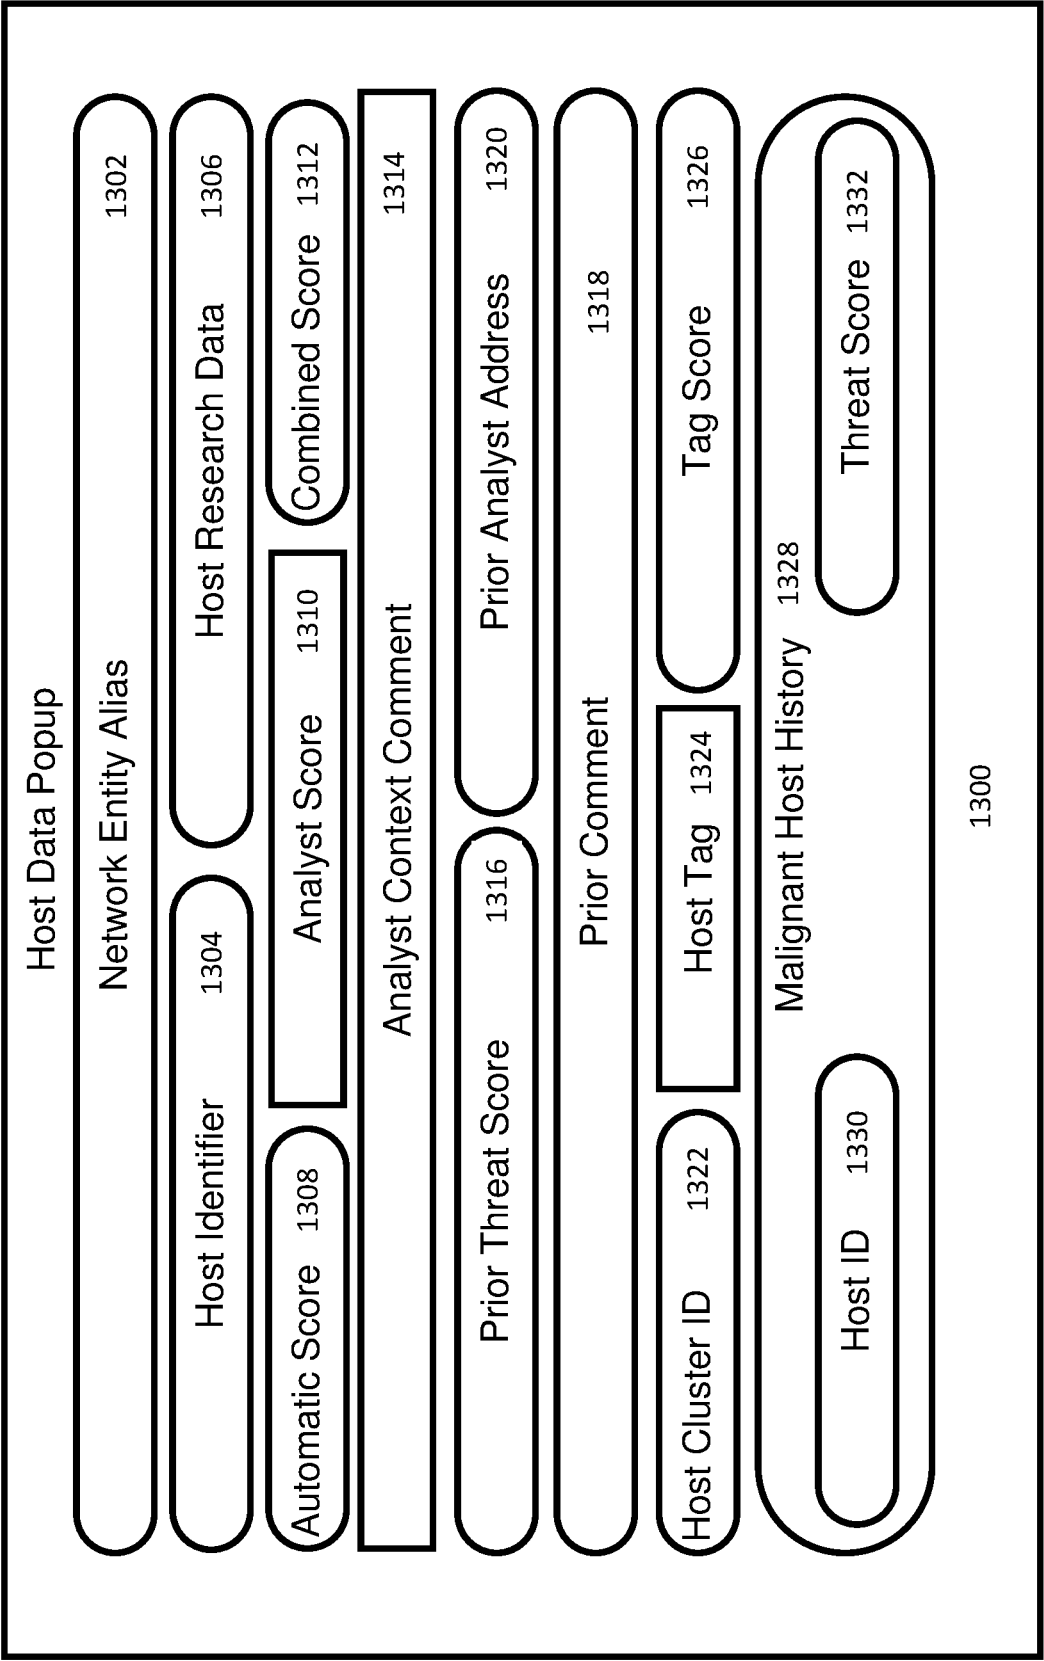 Host Data Popup
Network Entity Alias 1302
Host Identifier 1304 Host Research Data 1306
Automatic Score 1308 Analyst Score 1310 Combined Score 1312
Analyst Context Comment 1314
Prior Threat Score 1316 Prior Analyst Address 1320
Prior Comment 1318
Host Cluster ID 1322 Host Tag 1324 Tag Score 1326
Malignant Host History 1328
Host ID 1330 Threat Score 1332
1300